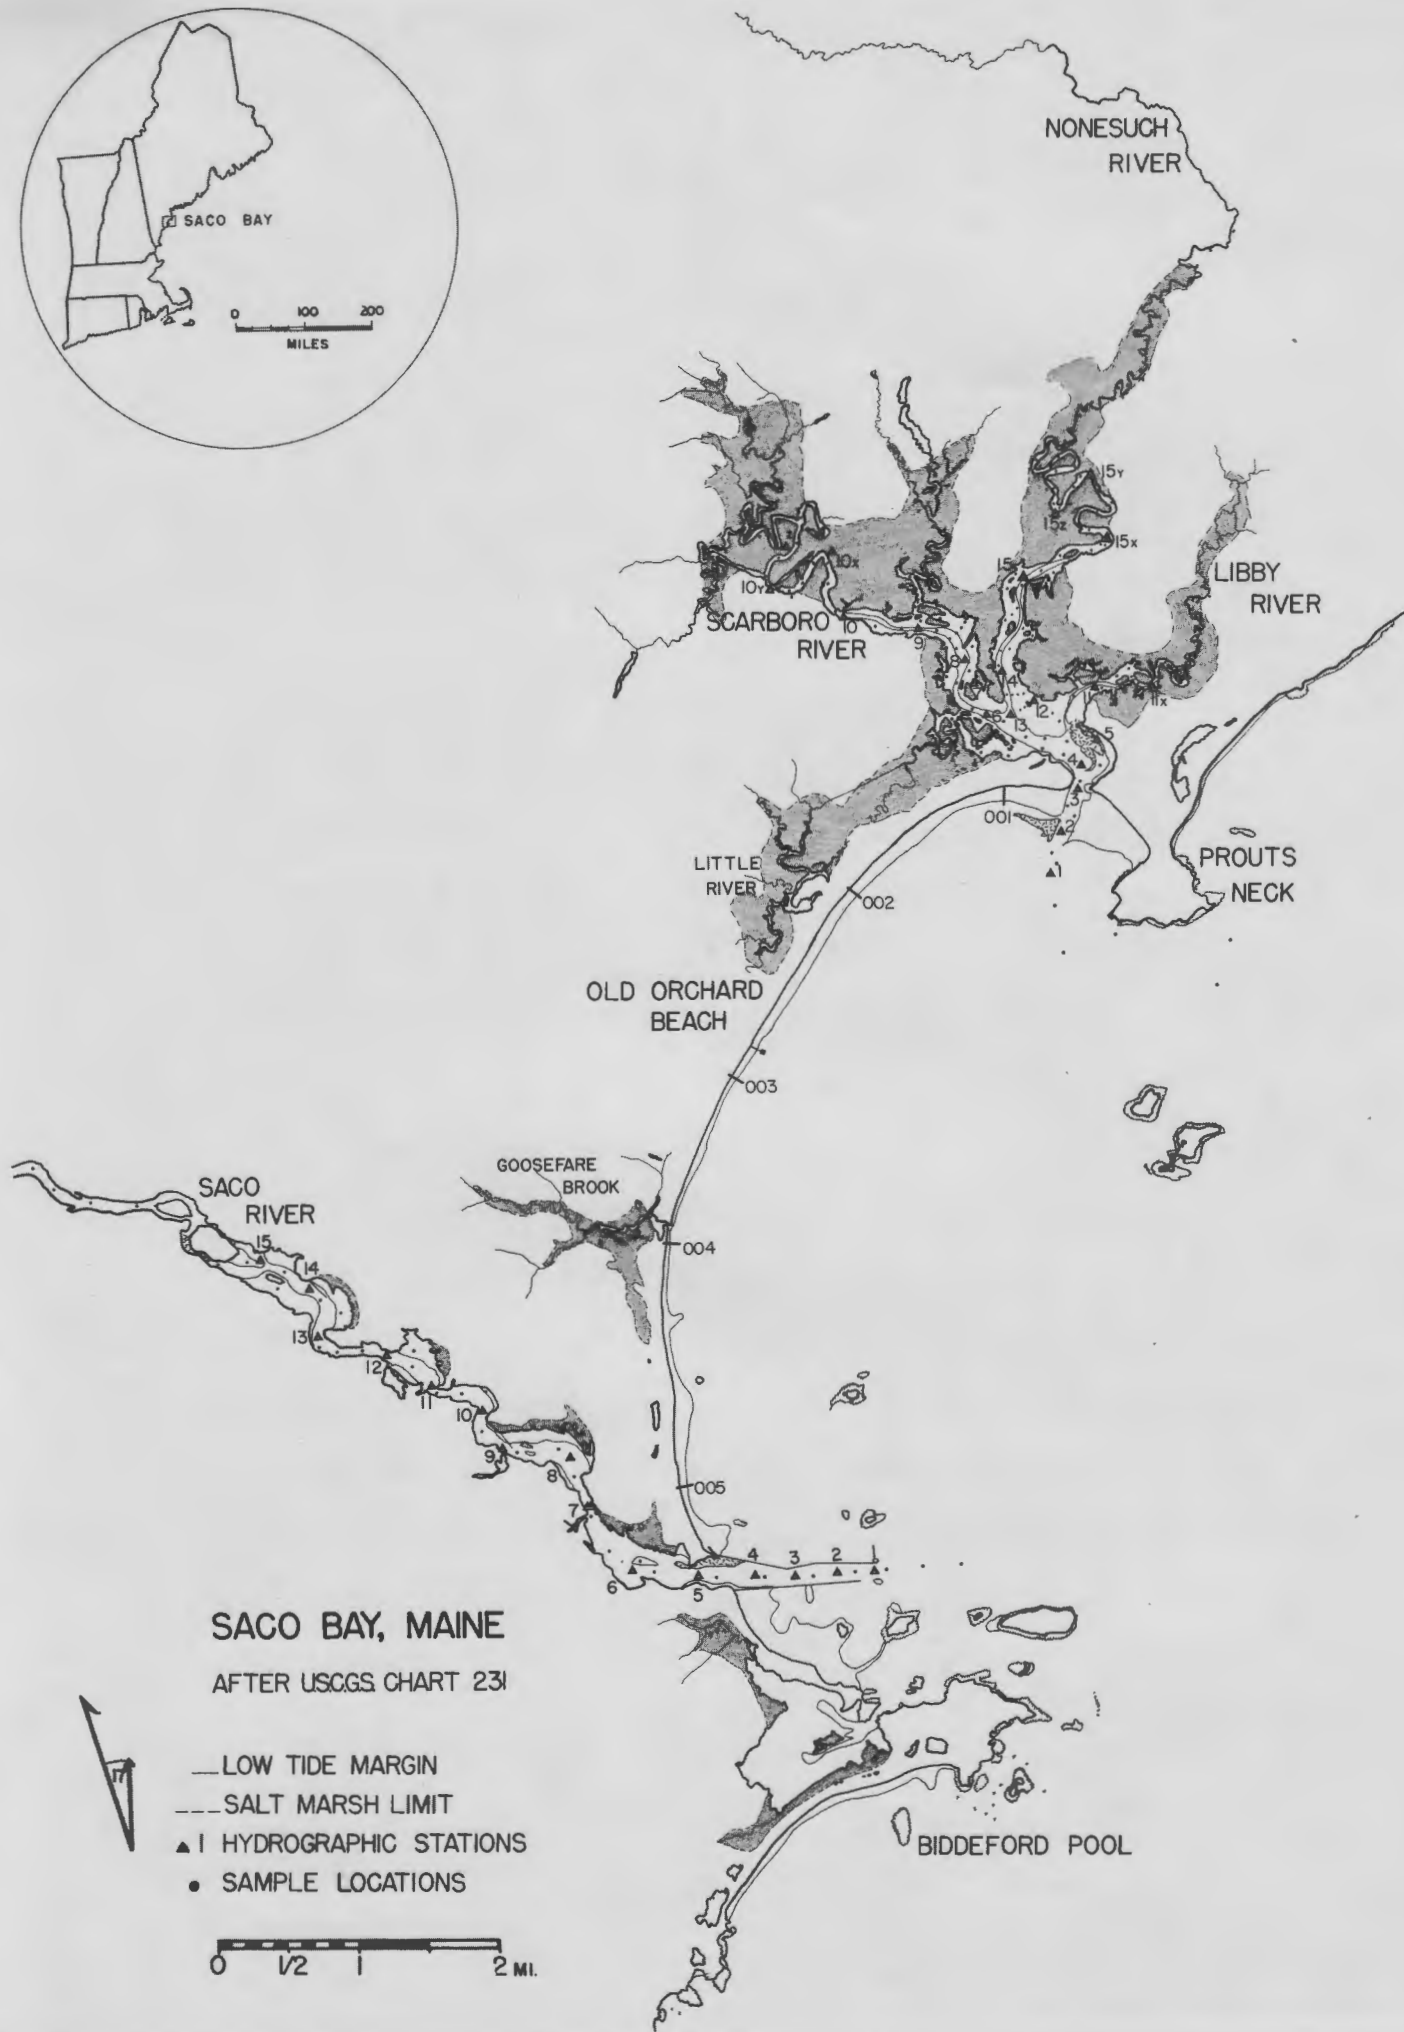 SACO BAY
0 100 200
MILES
NONESUCH
RIVER
15Y
15Z
15X
15
10X
10Y
10
LIBBY
RIVER
SCARBORO
RIVER
9
8
14
12
11
11X
6
13
5
4
3
001
2
1
PROUTS
NECK
LITTLE
RIVER
002
OLD ORCHARD
BEACH
003
GOOSEFARE
BROOK
SACO
RIVER
004
15
14
13
12
11
10
9
8
005
7
4 3 2 1
6 5
SACO BAY, MAINE
AFTER U.S.C.G.S. CHART 231
17
LOW TIDE MARGIN
SALT MARSH LIMIT
1 HYDROGRAPHIC STATIONS
SAMPLE LOCATIONS
BIDDEFORD POOL
0 1/2 1 2 MI.